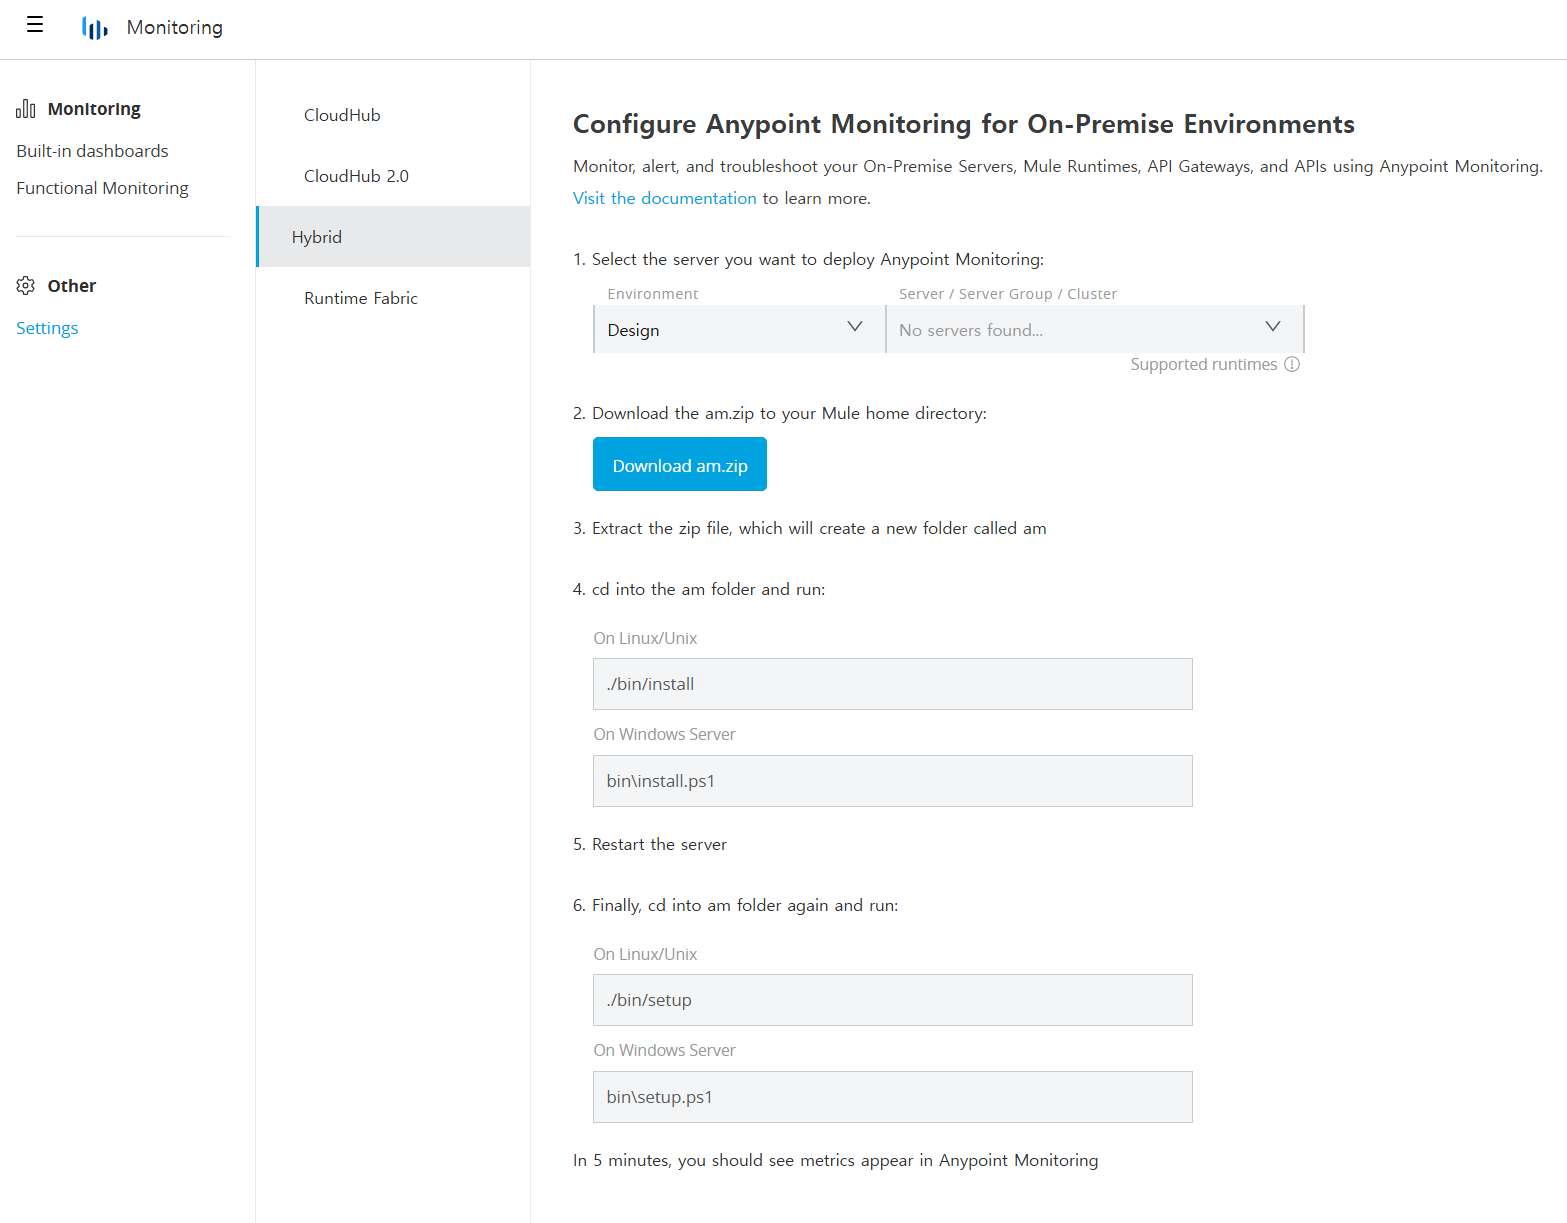 Monitoring
Monitoring
Built-in dashboards
Functional Monitoring
Other
Settings
CloudHub
CloudHub 2.0
Hybrid
Runtime Fabric
Configure Anypoint Monitoring for On-Premise Environments
Monitor, alert, and troubleshoot your On-Premise Servers, Mule Runtimes, API Gateways, and APIs using Anypoint Monitoring.
Visit the documentation to learn more.
1. Select the server you want to deploy Anypoint Monitoring:
Environment
Server / Server Group / Cluster
Design
No servers found...
Supported runtimes
2. Download the am.zip to your Mule home directory:
Download am.zip
3. Extract the zip file, which will create a new folder called am
4. cd into the am folder and run:
On Linux/Unix
./bin/install
On Windows Server
bin\install.ps1
5. Restart the server
6. Finally, cd into am folder again and run:
On Linux/Unix
./bin/setup
On Windows Server
bin\setup.ps1
In 5 minutes, you should see metrics appear in Anypoint Monitoring